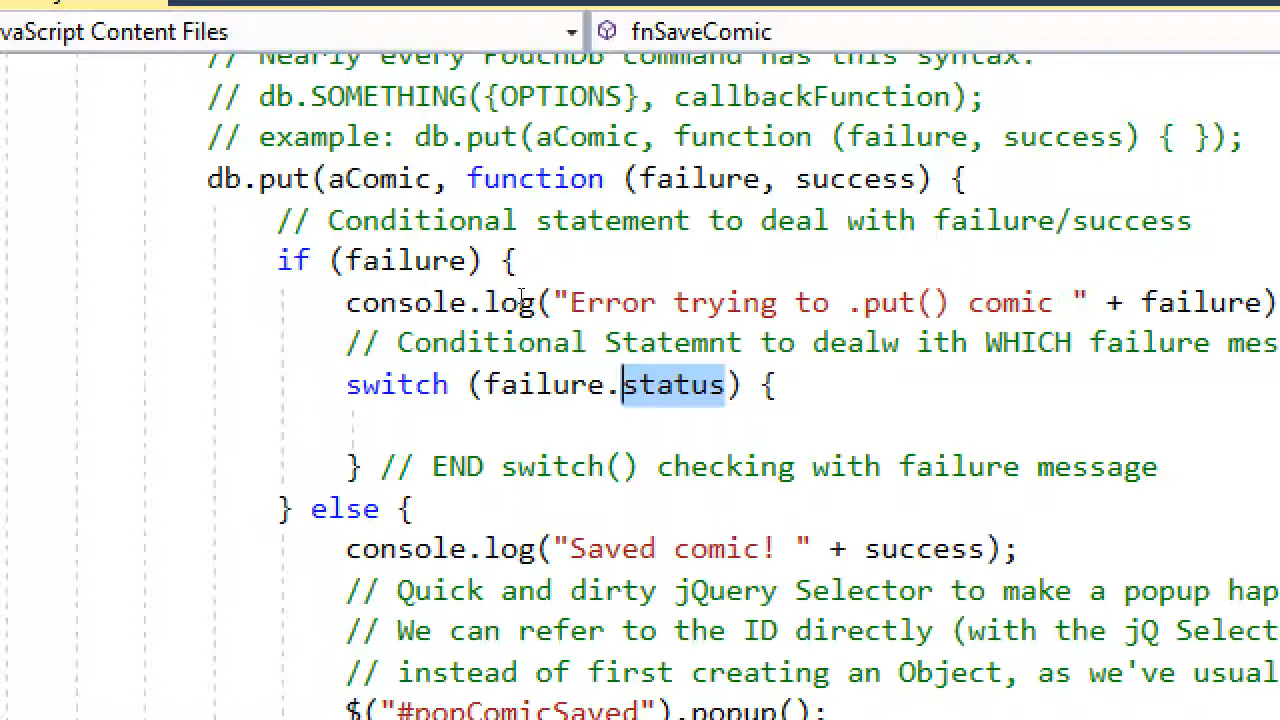 vaScript Content Files
fnSaveComic
// Nearly every PouchDb command has this syntax:
// db.SOMETHING({OPTIONS}, callbackFunction);
// example: db.put(aComic, function (failure, success) { });
db.put(aComic, function (failure, success) {
// Conditional statement to deal with failure/success
if (failure) {
console.log("Error trying to .put() comic " + failure)
// Conditional Statemnt to dealw ith WHICH failure mes
switch (failure.status) {
} // END switch() checking with failure message
} else {
console.log("Saved comic! " + success);
// Quick and dirty jQuery Selector to make a popup hap
// We can refer to the ID directly (with the jQ Select
// instead of first creating an Object, as we've usual
$("#popComicSaved").popup();